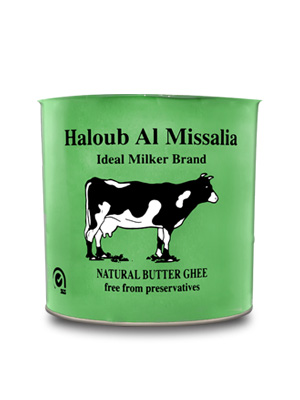 Haloub Al Missalia
Ideal Milker Brand
NATURAL BUTTER GHEE
free from preservatives